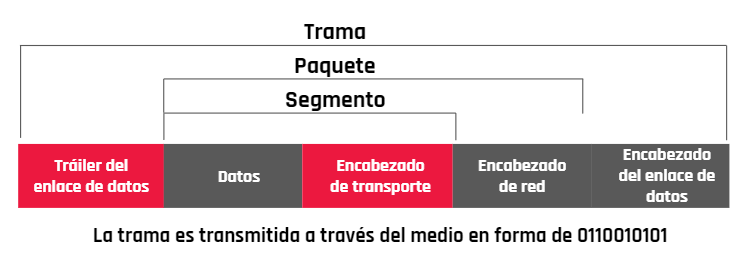 Trama
Paquete
Segmento
Tráiler del
enlace de datos
Datos
Encabezado
de transporte
Encabezado
de red
Encabezado
del enlace de
datos
La trama es transmitida a través del medio en forma de 0110010101